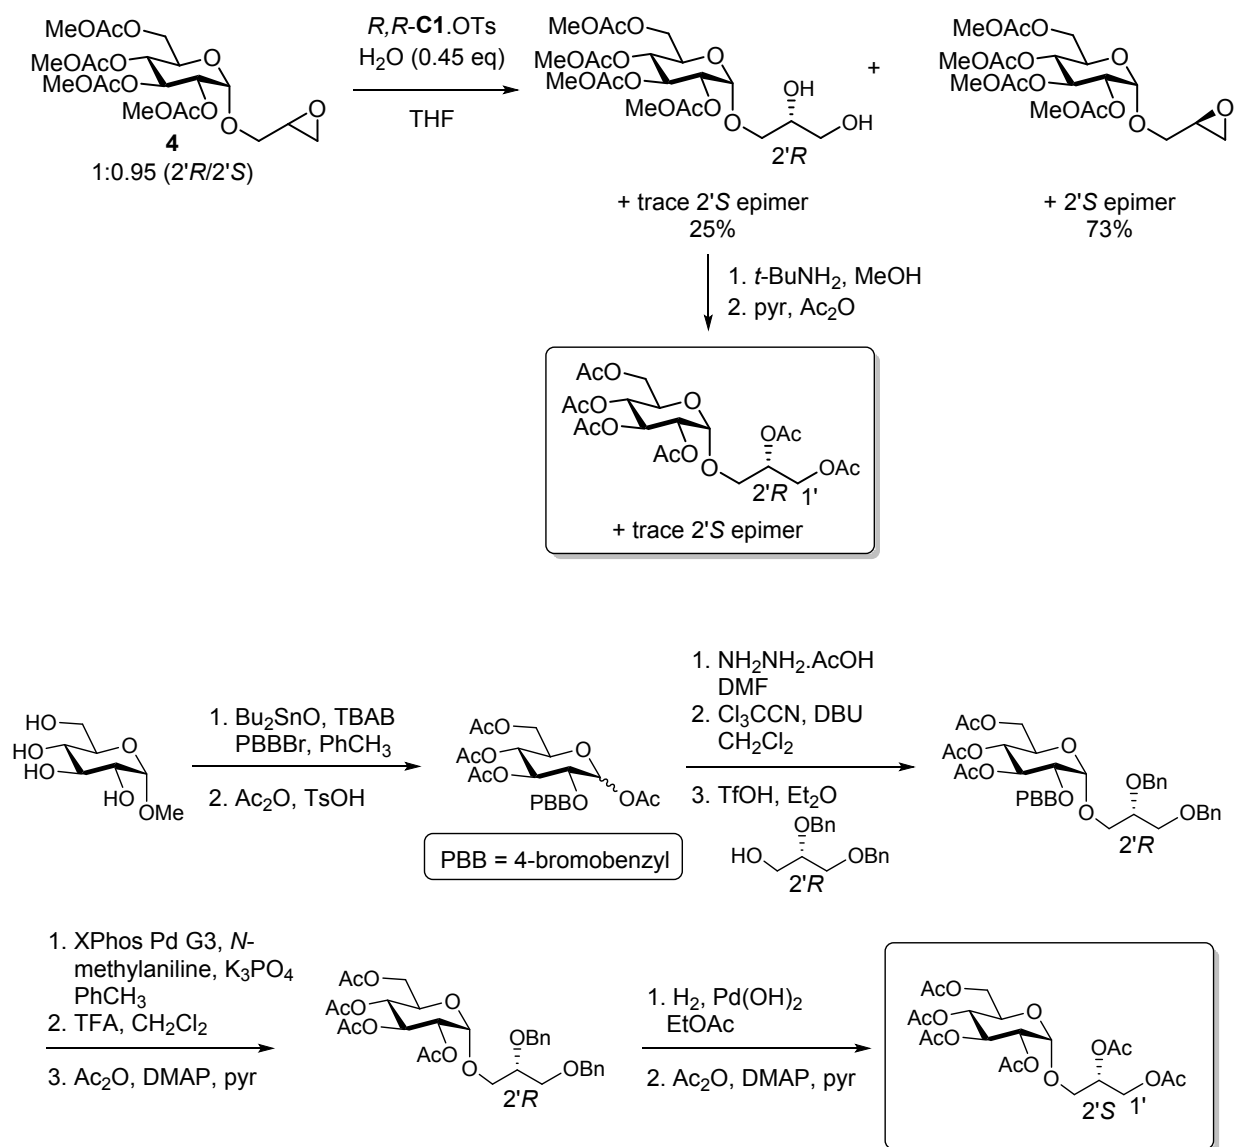 MeOAcO
MeOAcO
MeOAcO
MeOAcO
O
O
O
4
1:0.95 (2'R/2'S)
R,R-C1.OTs
H2O (0.45 eq)
THF
MeOAcO
MeOAcO
MeOAcO
MeOAcO
O
O
OH
OH
2'R
+ trace 2'S epimer
25%
+
MeOAcO
MeOAcO
MeOAcO
MeOAcO
O
O
O
+ 2'S epimer
73%
1. t-BuNH2, MeOH
2. pyr, Ac2O
AcO
AcO
AcO
AcO
O
O
OAc
OAc
2'R
1'
+ trace 2'S epimer
HO
HO
HO
HO
O
OMe
1. Bu2SnO, TBAB
PBBBr, PhCH3
2. Ac2O, TsOH
AcO
AcO
AcO
PBBO
O
OAc
PBB = 4-bromobenzyl
1. NH2NH2.AcOH
DMF
2. Cl3CCN, DBU
CH2Cl2
3. TfOH, Et2O
OBn
HO
OBn
2'R
AcO
AcO
AcO
PBBO
O
O
OBn
OBn
2'R
1. XPhos Pd G3, N-
methylaniline, K3PO4
PhCH3
2. TFA, CH2Cl2
3. Ac2O, DMAP, pyr
AcO
AcO
AcO
AcO
O
O
OBn
OBn
2'R
1. H2, Pd(OH)2
EtOAc
2. Ac2O, DMAP, pyr
AcO
AcO
AcO
AcO
O
O
OAc
OAc
2'S
1'